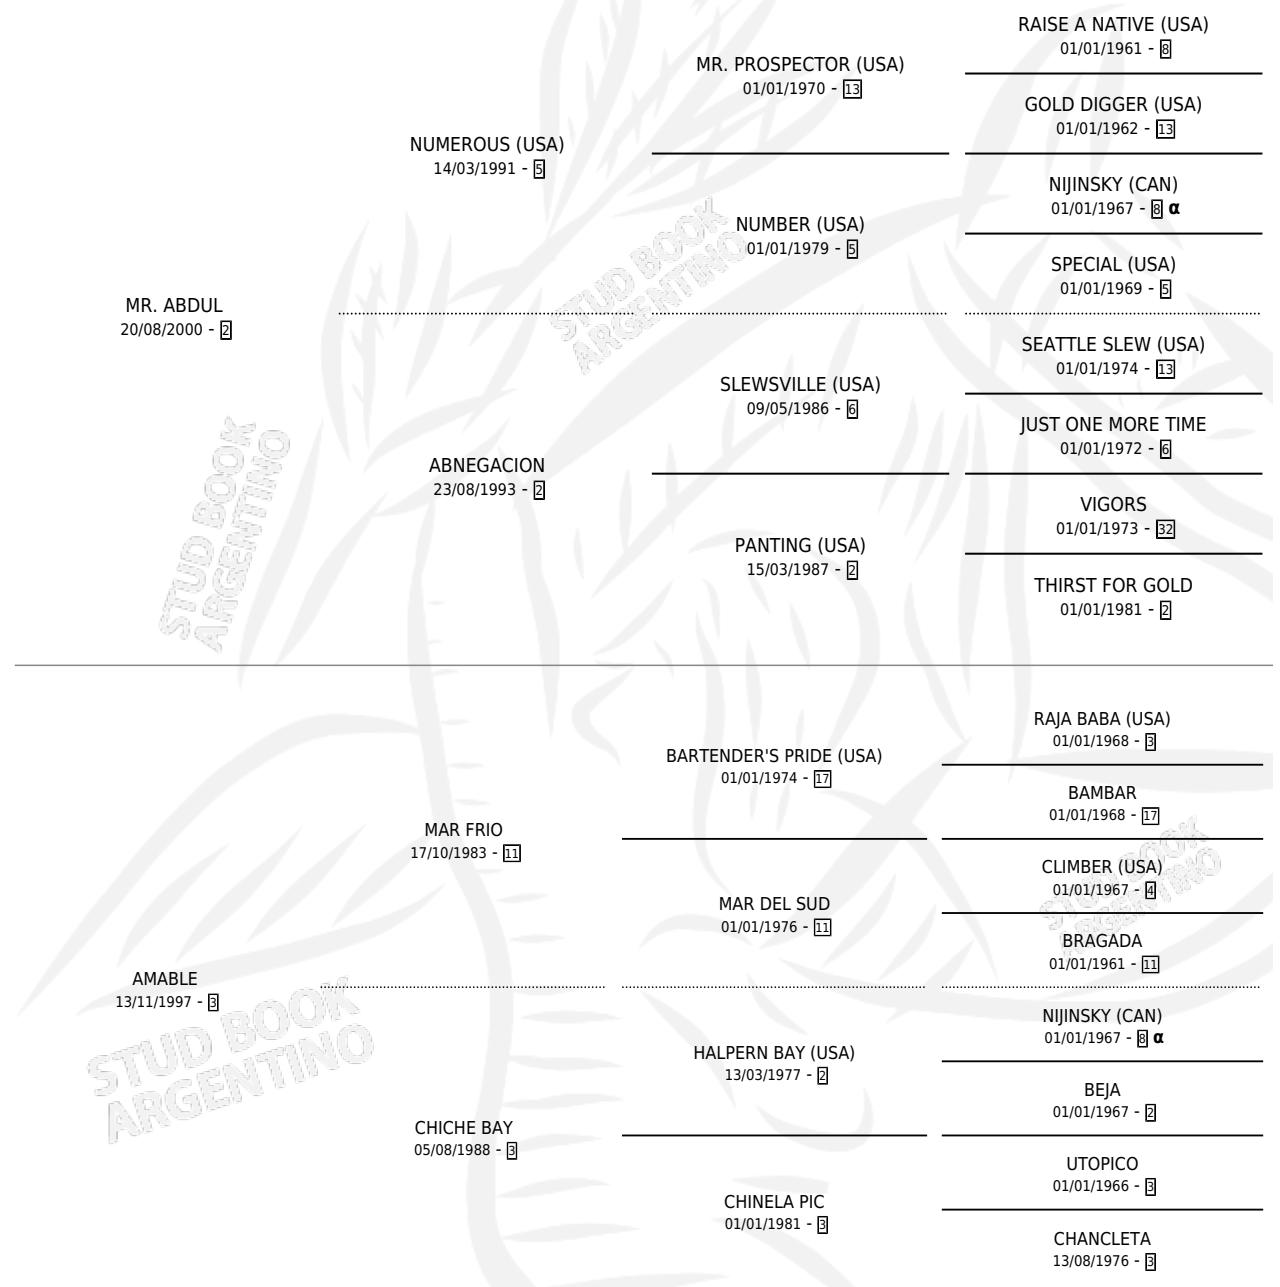 RAISE A NATIVE (USA)
01/01/1961 - 8
MR. PROSPECTOR (USA)
01/01/1970 - 13
GOLD DIGGER (USA)
01/01/1962 - 13
NUMEROUS (USA)
14/03/1991 - 5
NIJINSKY (CAN)
01/01/1967 - 8 α
NUMBER (USA)
01/01/1979 - 5
SPECIAL (USA)
01/01/1969 - 5
MR. ABDUL
20/08/2000 - 2
SEATTLE SLEW (USA)
01/01/1974 - 13
SLEWSVILLE (USA)
09/05/1986 - 6
JUST ONE MORE TIME
01/01/1972 - 6
ABNEGACION
23/08/1993 - 2
VIGORS
01/01/1973 - 32
PANTING (USA)
15/03/1987 - 2
THIRST FOR GOLD
01/01/1981 - 2
RAJA BABA (USA)
01/01/1968 - 3
BARTENDER'S PRIDE (USA)
01/01/1974 - 17
BAMBAR
01/01/1968 - 17
MAR FRIO
17/10/1983 - 11
CLIMBER (USA)
01/01/1967 - 4
MAR DEL SUD
01/01/1976 - 11
BRAGADA
01/01/1961 - 11
AMABLE
13/11/1997 - 3
NIJINSKY (CAN)
01/01/1967 - 8 α
HALPERN BAY (USA)
13/03/1977 - 2
BEJA
01/01/1967 - 2
CHICHE BAY
05/08/1988 - 3
UTOPICO
01/01/1966 - 3
CHINELA PIC
01/01/1981 - 3
CHANCLETA
13/08/1976 - 3
STUD BOOK
ARGENTINO
STUD BOOK
ARGENTINO
STUD BOOK
ARGENTINO
STUD BOOK
ARGENTINO